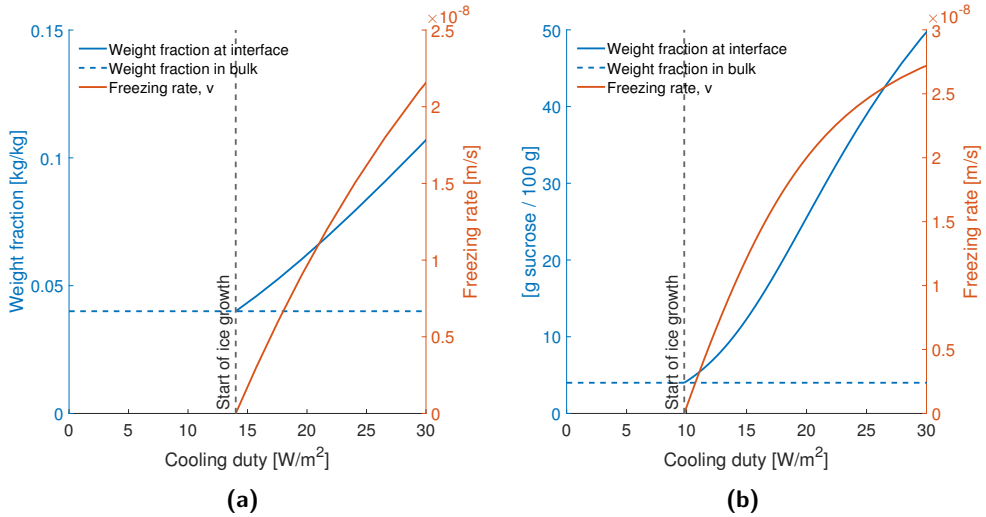 ×10⁻⁸
0.15
Weight fraction at interface
Weight fraction in bulk
Freezing rate, v
0.1
0.05
0
Weight fraction [kg/kg]
Start of ice growth
2.5
2
1.5
1
0.5
0
Freezing rate [m/s]
0 5 10 15 20 25 30
Cooling duty [W/m²]
(a)
×10⁻⁸
50
Weight fraction at interface
Weight fraction in bulk
Freezing rate, v
40
30
20
10
0
[g sucrose / 100 g]
Start of ice growth
3
2.5
2
1.5
1
0.5
0
Freezing rate [m/s]
0 5 10 15 20 25 30
Cooling duty [W/m²]
(b)